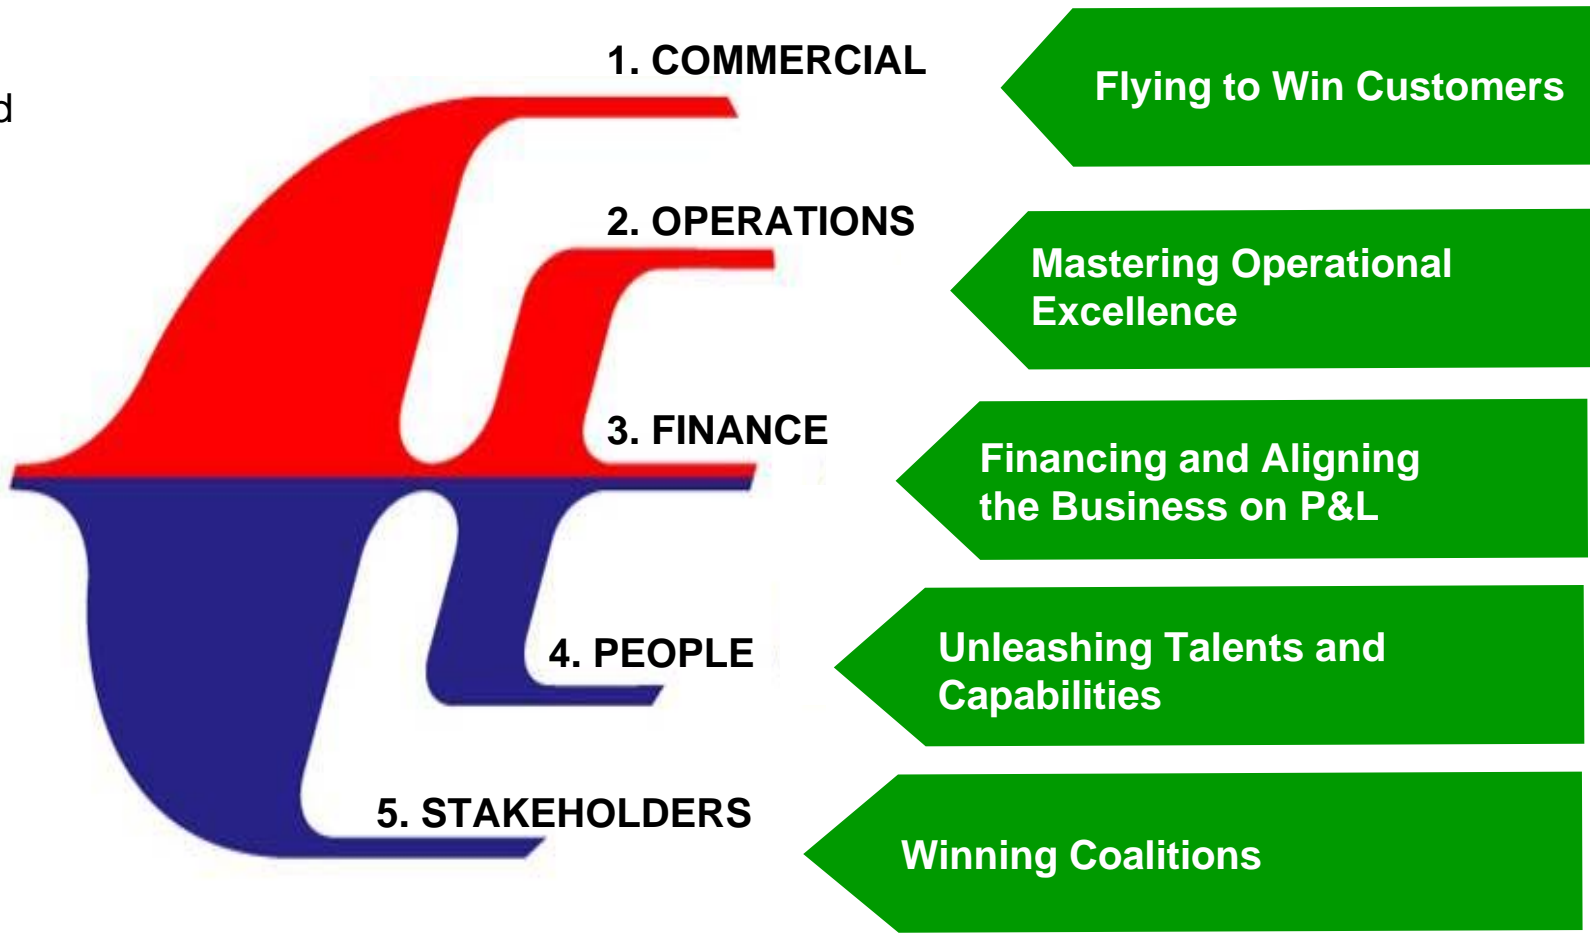 1. COMMERCIAL
Flying to Win Customers
d
2. OPERATIONS
Mastering Operational
Excellence
3. FINANCE
Financing and Aligning
the Business on P&L
4. PEOPLE
Unleashing Talents and
Capabilities
5. STAKEHOLDERS
Winning Coalitions